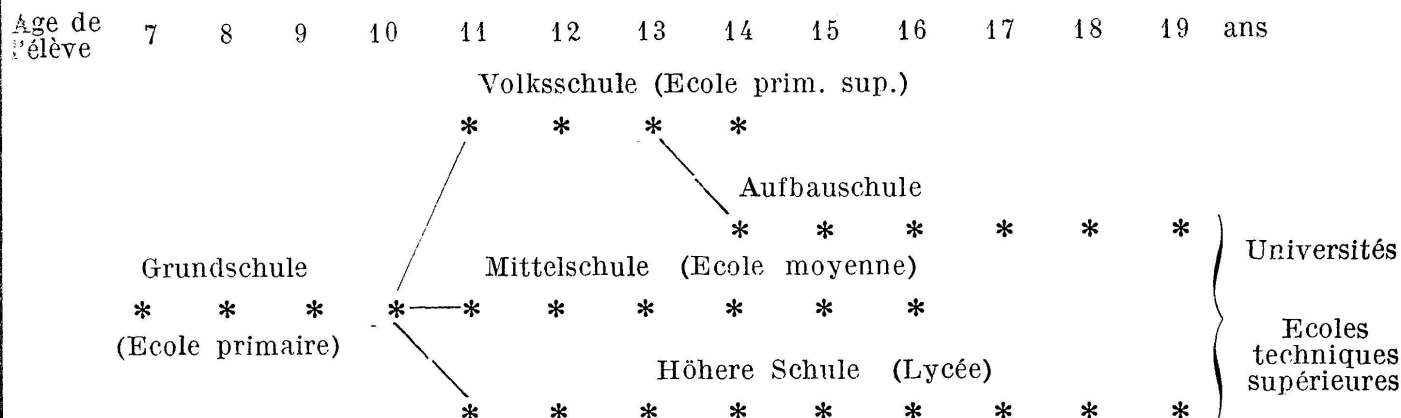 Age de l'élève 7 8 9 10 11 12 13 14 15 16 17 18 19 ans
Volksschule (Ecole prim. sup.)
* * * *
Aufbauschule
* * * * * *
Universités
Grundschule Mittelschule (Ecole moyenne)
* * * * * * * * * *
(Ecole primaire)
Ecoles
techniques
supérieures
Höhere Schule (Lycée)
* * * * * * * * *